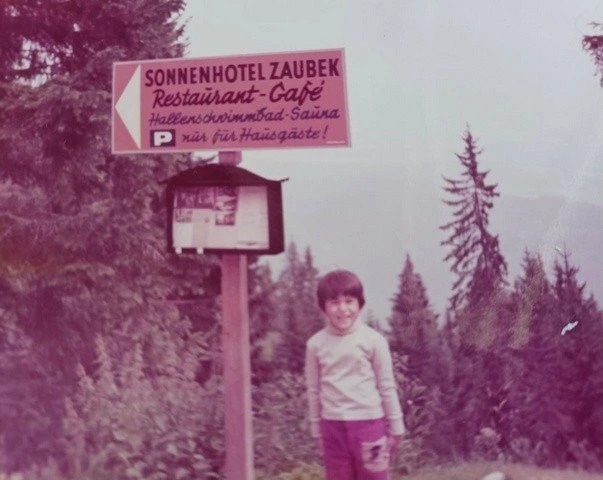 SONNENHOTEL ZAUBEK
Restaurant-Café
Hallenschwimmbad-Sauna
P nur für Hausgäste!